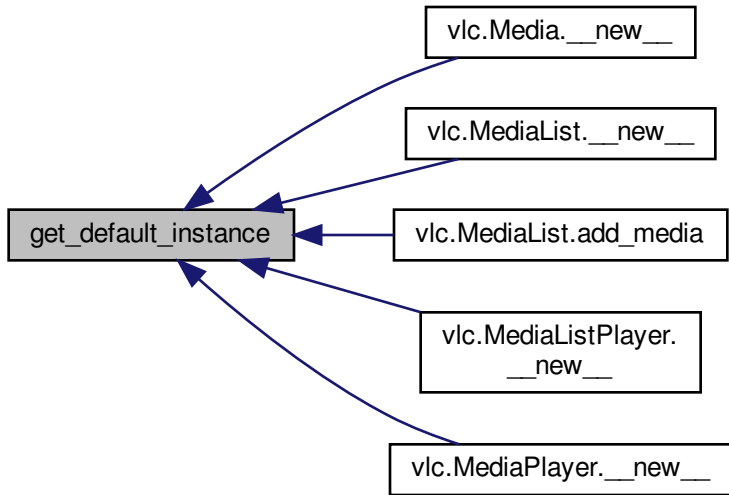 vlc.Media.__new__
vlc.MediaList.__new__
get_default_instance
vlc.MediaList.add_media
vlc.MediaListPlayer.
__new__
vlc.MediaPlayer.__new__